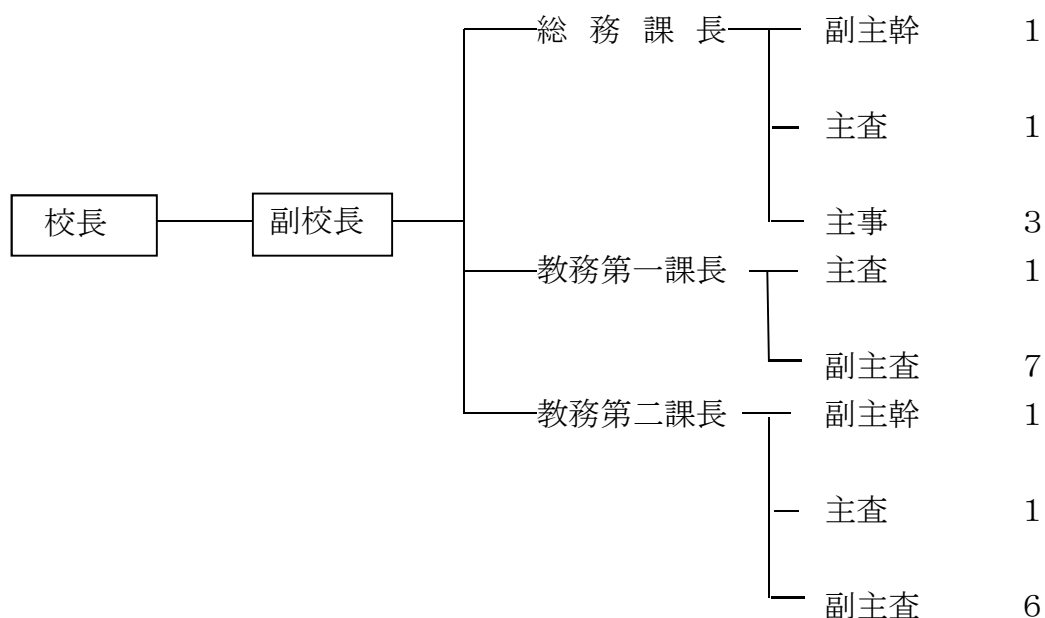 総務課長 副主幹 1
主査 1
校長 副校長 主事 3
教務第一課長 主査 1
副主査 7
教務第二課長 副主幹 1
主査 1
副主査 6